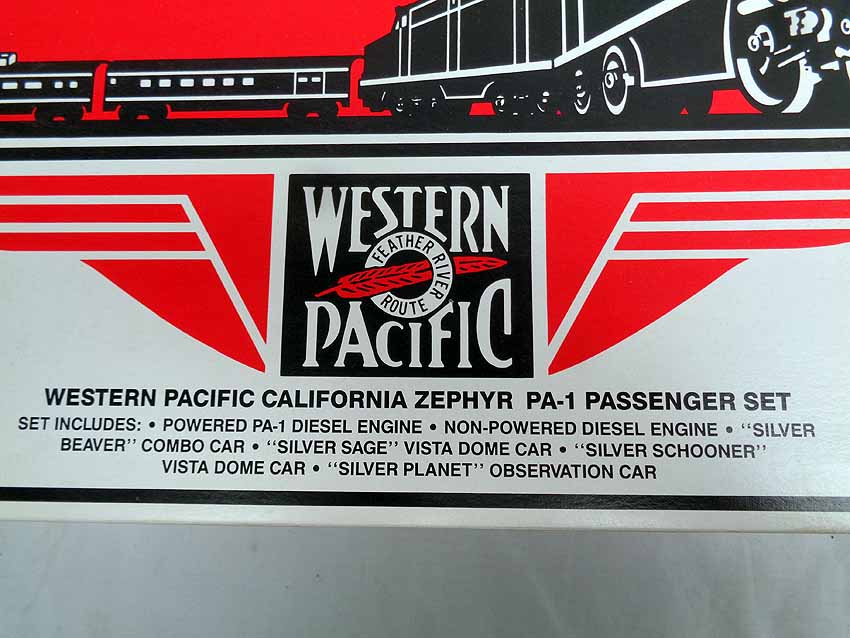 WESTERN
FEATHER RIVER
ROUTE
PACIFIC
WESTERN PACIFIC CALIFORNIA ZEPHYR PA-1 PASSENGER SET
SET INCLUDES: • POWERED PA-1 DIESEL ENGINE • NON-POWERED DIESEL ENGINE • "SILVER
BEAVER" COMBO CAR • "SILVER SAGE" VISTA DOME CAR • "SILVER SCHOONER"
VISTA DOME CAR • "SILVER PLANET" OBSERVATION CAR